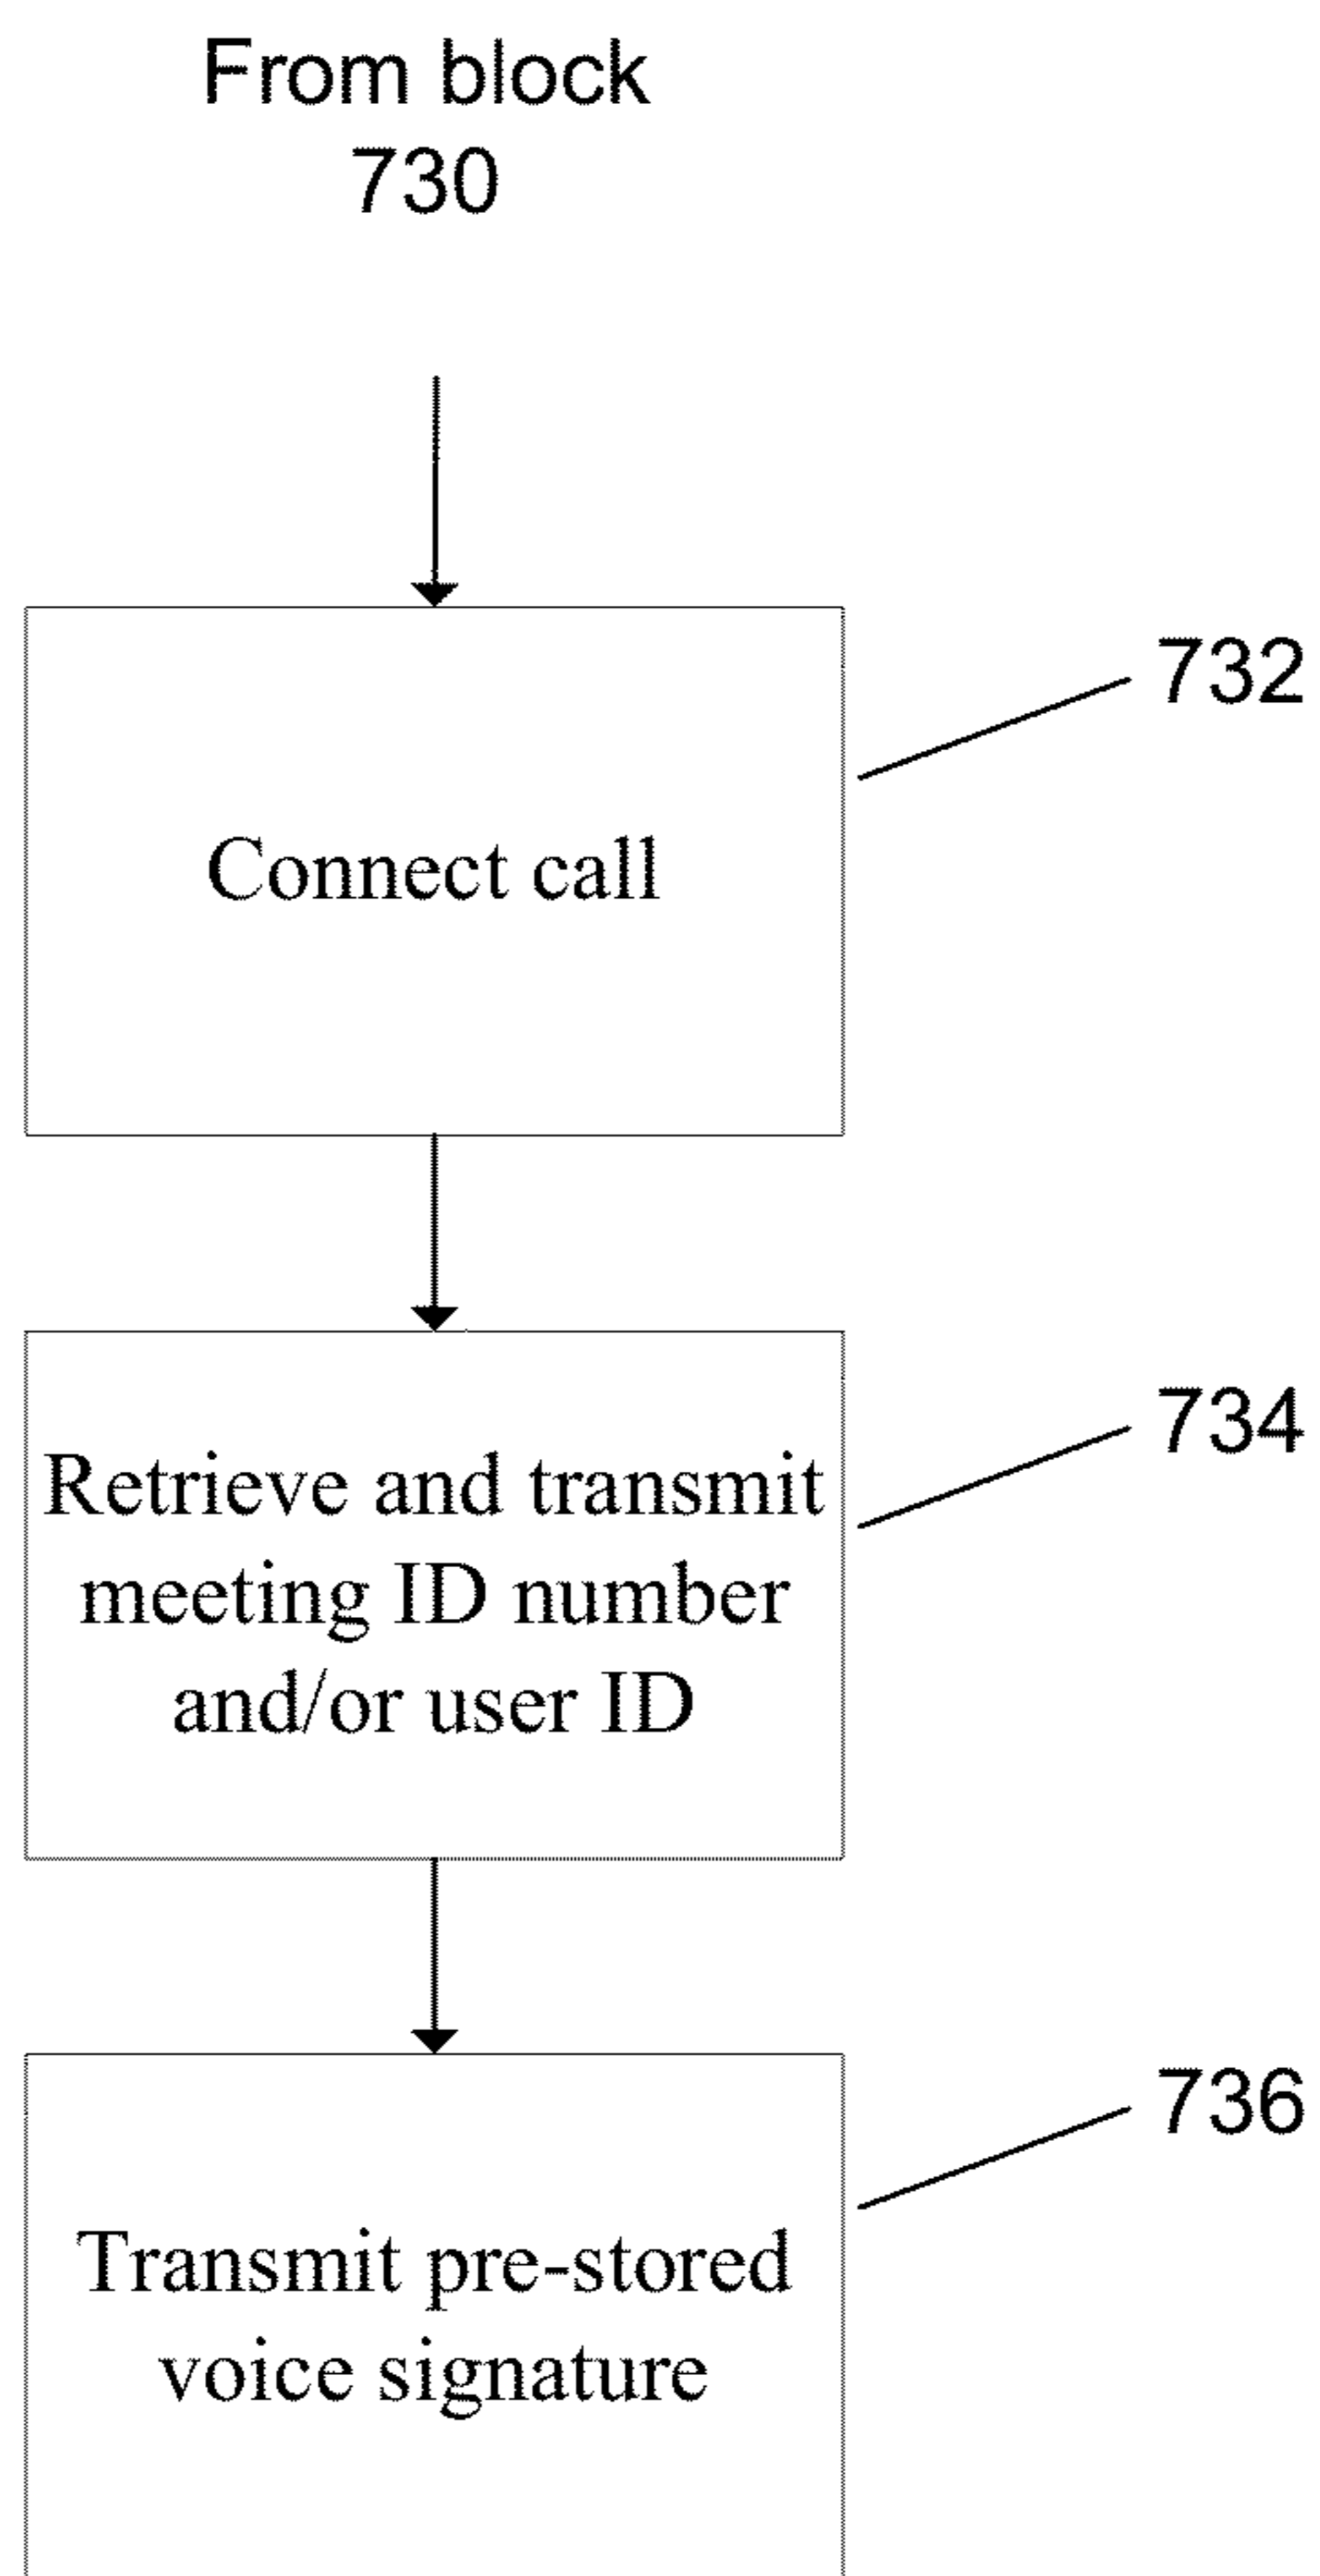 From block
730
732
Connect call
734
Retrieve and transmit
meeting ID number
and/or user ID
736
Transmit pre-stored
voice signature